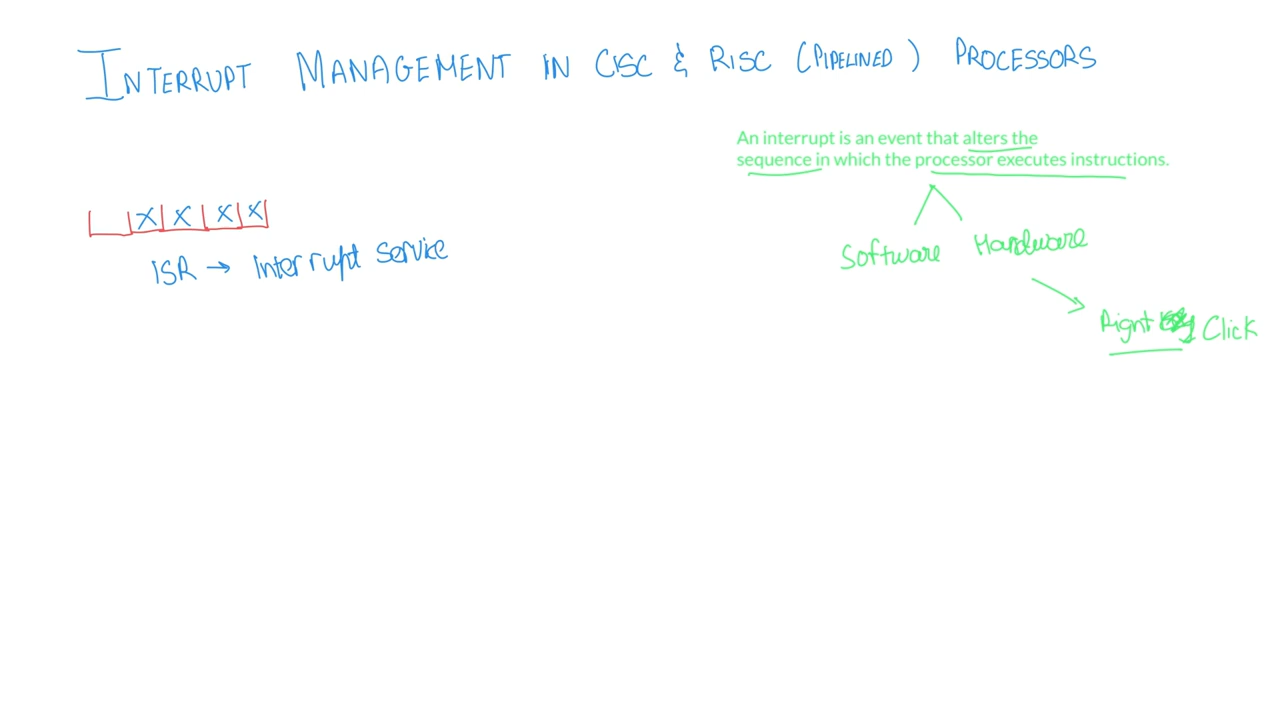 INTERRUPT MANAGEMENT IN CISC & RISC (PIPELINED) PROCESSORS
An interrupt is an event that alters the
sequence in which the processor executes instructions.
X X X X
ISR → Interrupt Service
Software Hardware
Right Click